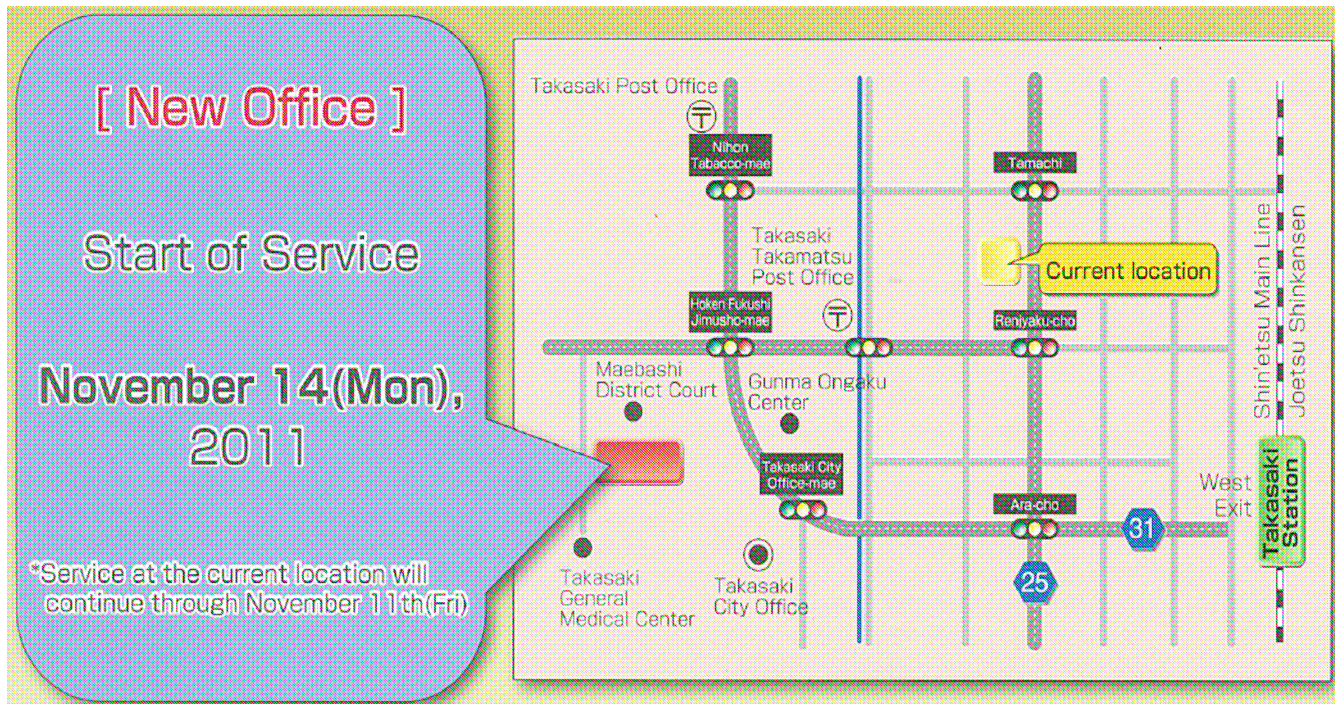 [ New Office ]
Start of Service
November 14(Mon),
2011
*Service at the current location will
continue through November 11th(Fri)
Takasaki Post Office
Nihon
Tabacco-mae
Tamachi
Takasaki
Takamatsu
Post Office
Current location
Hoken Fukushi
Jimusho-mae
Reniyaku-cho
Maebashi
District Court
Gunma Ongaku
Center
Takasaki City
Office-mae
Ara-cho
West
Exit
31
25
Takasaki
General
Medical Center
Takasaki
City Office
Shin'etsu Main Line
Joetsu Shinkansen
Takasaki
Station